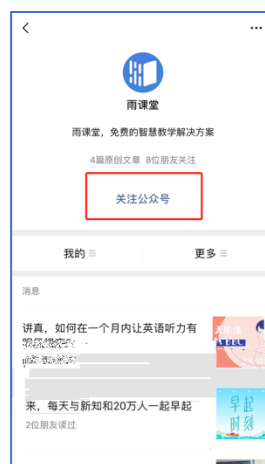 雨课堂
雨课堂，免费的智慧教学解决方案
4篇原创文章 8位朋友关注
关注公众号
我的
更多
消息
讲真，如何在一个月内让英语听力有
来，每天与新知和20万人一起早起
早起
时刻
2位朋友读过